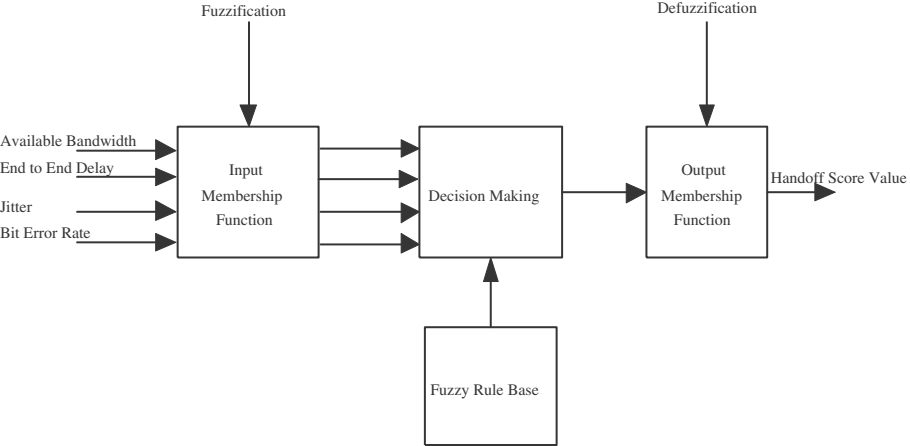 Fuzzification
Defuzzification
Available Bandwidth
End to End Delay
Jitter
Bit Error Rate
Input
Membership
Function
Decision Making
Output
Membership
Function
Handoff Score Value
Fuzzy Rule Base